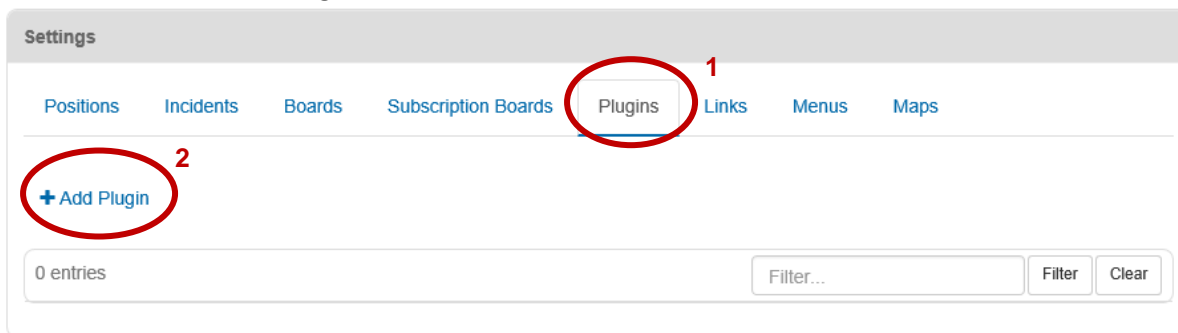 Settings
1
Positions Incidents Boards Subscription Boards Plugins Links Menus Maps
2
+ Add Plugin
0 entries Filter... Filter Clear